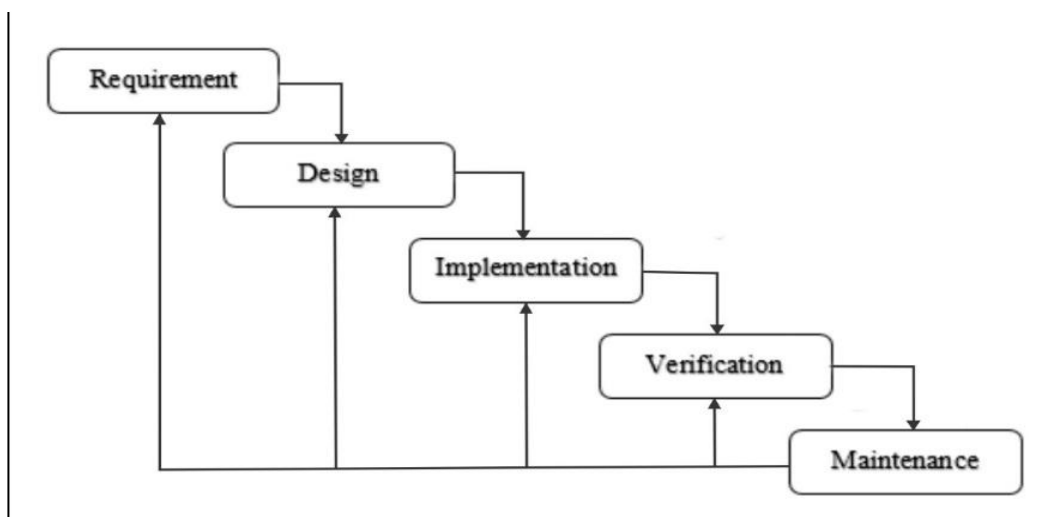 Requirement
Design
Implementation
Verification
Maintenance